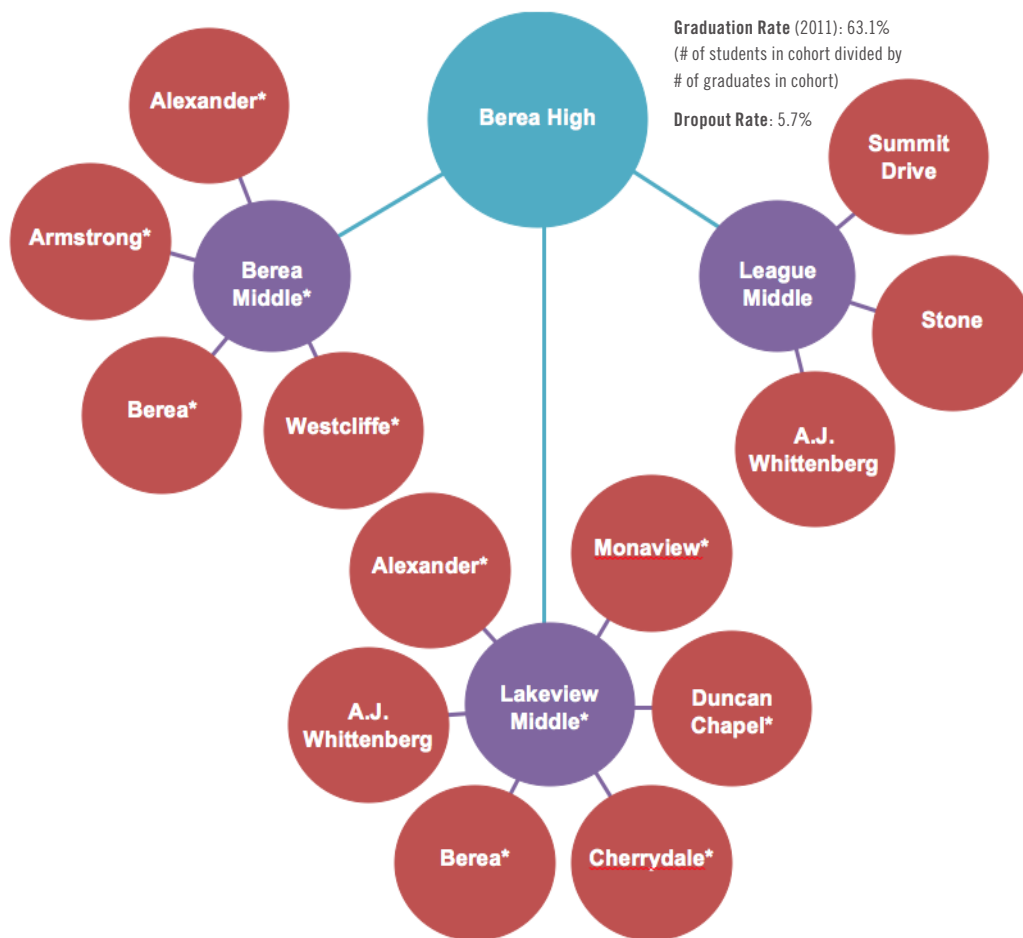 Graduation Rate (2011): 63.1%
(# of students in cohort divided by
# of graduates in cohort)
Dropout Rate: 5.7%
Berea High
Alexander*
Armstrong*
Berea
Middle*
Berea*
Westcliffe*
Summit
Drive
League
Middle
Stone
A.J.
Whittenberg
Alexander*
Monaview*
A.J.
Whittenberg
Lakeview
Middle*
Duncan
Chapel*
Berea*
Cherrydale*